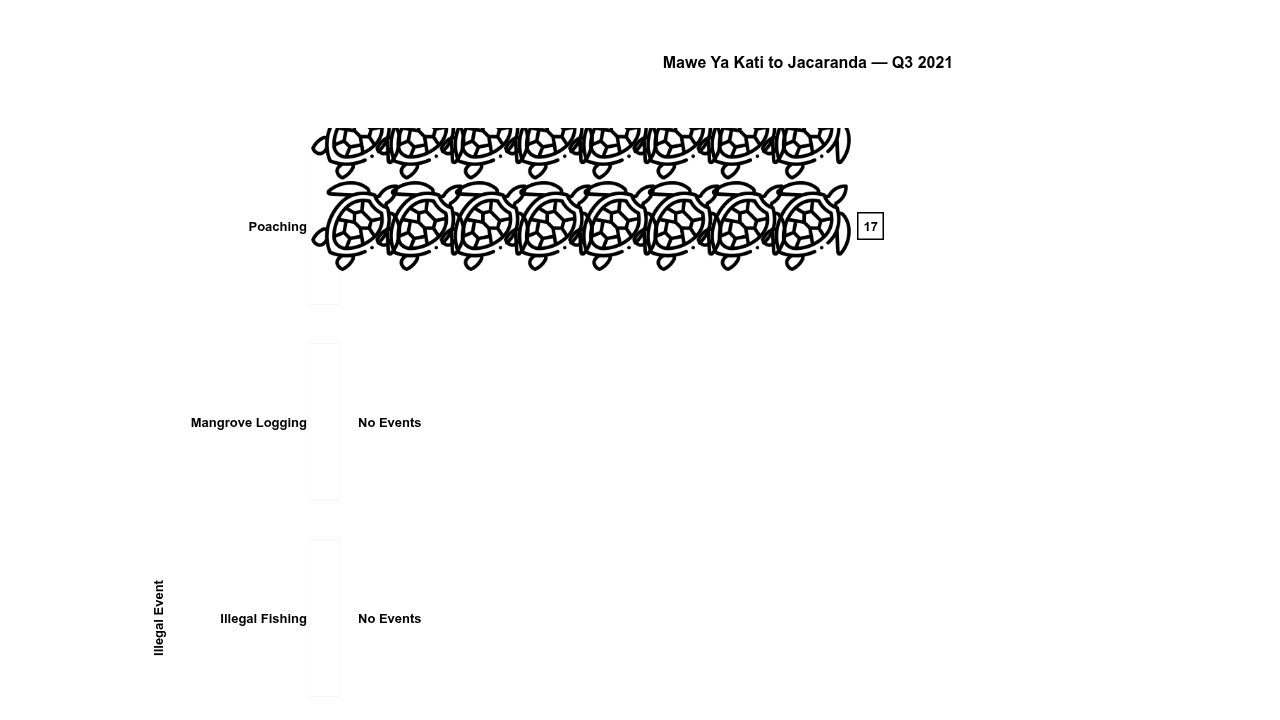 Mawe Ya Kati to Jacaranda — Q3 2021
Poaching
17
Mangrove Logging
No Events
Illegal Event
Illegal Fishing
No Events